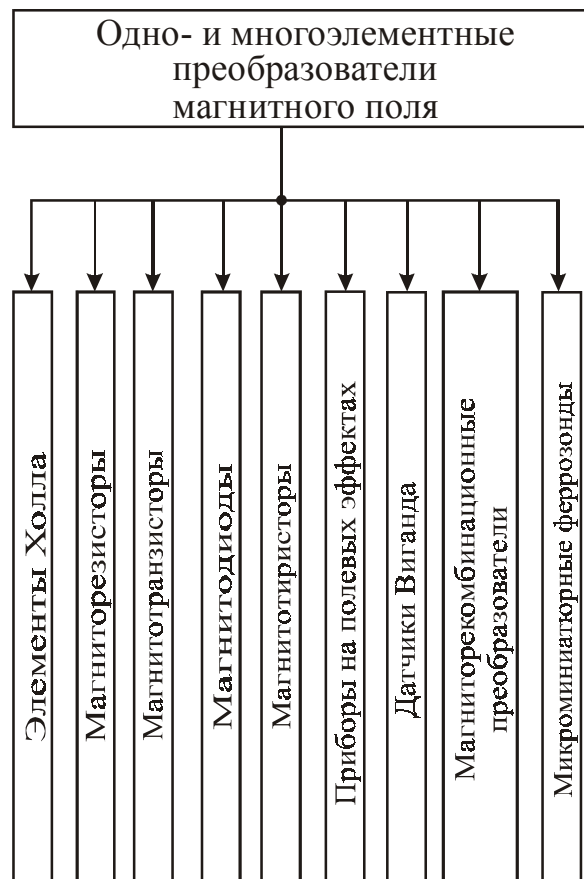 Одно- и многоэлементные
преобразователи
магнитного поля
Элементы Холла
Магниторезисторы
Магнитотранзисторы
Магнитодиоды
Магнитотиристоры
Приборы на полевых эффектах
Датчики Виганда
Магниторекомбинационные
преобразователи
Микроминиатюрные феррозонды